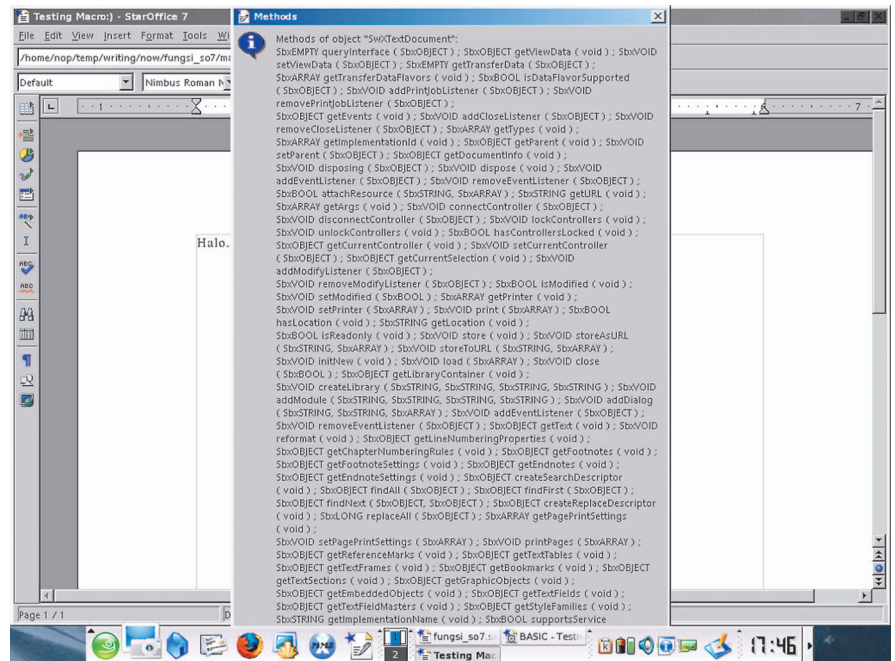 Testing Macro:) - StarOffice 7
File Edit View Insert Format Tools Wi
/home/nop/temp/writing/now/fungsi_so7/ma
Default
Nimbus Roman N
Halo.
Page 1 / 1
Methods
Methods of object "SwXTextDocument":
SbxEMPTY queryInterface ( SbxOBJECT ) ; SbxOBJECT getViewData ( void ) ; SbxVOID
setViewData ( SbxOBJECT ) ; SbxEMPTY getTransferData ( SbxOBJECT ) ;
SbxARRAY getTransferDataFlavors ( void ) ; SbxBOOL isDataFlavorSupported
( SbxOBJECT ) ; SbxVOID addPrintJobListener ( SbxOBJECT ) ; SbxVOID
removePrintJobListener ( SbxOBJECT ) ;
SbxOBJECT getEvents ( void ) ; SbxVOID addCloseListener ( SbxOBJECT ) ; SbxVOID
removeCloseListener ( SbxOBJECT ) ; SbxARRAY getTypes ( void ) ;
SbxARRAY getImplementationId ( void ) ; SbxOBJECT getParent ( void ) ; SbxVOID
setParent ( SbxOBJECT ) ; SbxOBJECT getDocumentInfo ( void ) ;
SbxVOID disposing ( SbxOBJECT ) ; SbxVOID dispose ( void ) ; SbxVOID
addEventListener ( SbxOBJECT ) ; SbxVOID removeEventListener ( SbxOBJECT ) ;
SbxBOOL attachResource ( SbxSTRING, SbxARRAY ) ; SbxSTRING getURL ( void ) ;
SbxARRAY getArgs ( void ) ; SbxVOID connectController ( SbxOBJECT ) ;
SbxVOID disconnectController ( SbxOBJECT ) ; SbxVOID lockControllers ( void ) ;
SbxVOID unlockControllers ( void ) ; SbxBOOL hasControllersLocked ( void ) ;
SbxOBJECT getCurrentController ( void ) ; SbxVOID setCurrentController
( SbxOBJECT ) ; SbxOBJECT getCurrentSelection ( void ) ; SbxVOID
addModifyListener ( SbxOBJECT ) ;
SbxVOID removeModifyListener ( SbxOBJECT ) ; SbxBOOL isModified ( void ) ;
SbxVOID setModified ( SbxBOOL ) ; SbxARRAY getPrinter ( void ) ;
SbxVOID setPrinter ( SbxARRAY ) ; SbxVOID print ( SbxARRAY ) ; SbxBOOL
hasLocation ( void ) ; SbxSTRING getLocation ( void ) ;
SbxBOOL isReadonly ( void ) ; SbxVOID store ( void ) ; SbxVOID storeAsURL
( SbxSTRING, SbxARRAY ) ; SbxVOID storeToURL ( SbxSTRING, SbxARRAY ) ;
SbxVOID initNew ( void ) ; SbxVOID load ( SbxARRAY ) ; SbxVOID close
( SbxBOOL ) ; SbxOBJECT getLibraryContainer ( void ) ;
SbxVOID createLibrary ( SbxSTRING, SbxSTRING, SbxSTRING, SbxSTRING ) ; SbxVOID
addModule ( SbxSTRING, SbxSTRING, SbxSTRING, SbxSTRING ) ; SbxVOID addDialog
( SbxSTRING, SbxSTRING, SbxARRAY ) ; SbxVOID addEventListener ( SbxOBJECT ) ;
SbxVOID removeEventListener ( SbxOBJECT ) ; SbxOBJECT getText ( void ) ; SbxVOID
reformat ( void ) ; SbxOBJECT getLineNumberingProperties ( void ) ;
SbxOBJECT getChapterNumberingRules ( void ) ; SbxOBJECT getFootnotes ( void ) ;
SbxOBJECT getFootnoteSettings ( void ) ; SbxOBJECT getEndnotes ( void ) ;
SbxOBJECT getEndnoteSettings ( void ) ; SbxOBJECT createSearchDescriptor
( void ) ; SbxOBJECT findAll ( SbxOBJECT ) ; SbxOBJECT findFirst ( SbxOBJECT ) ;
SbxOBJECT findNext ( SbxOBJECT, SbxOBJECT ) ; SbxOBJECT createReplaceDescriptor
( void ) ; SbxLONG replaceAll ( SbxOBJECT ) ; SbxARRAY getPagePrintSettings
( void ) ;
SbxVOID setPagePrintSettings ( SbxARRAY ) ; SbxVOID printPages ( SbxARRAY ) ;
SbxOBJECT getReferenceMarks ( void ) ; SbxOBJECT getTextTables ( void ) ;
SbxOBJECT getTextFrames ( void ) ; SbxOBJECT getBookmarks ( void ) ; SbxOBJECT
getTextSections ( void ) ; SbxOBJECT getGraphicObjects ( void ) ;
SbxOBJECT getEmbeddedObjects ( void ) ; SbxOBJECT getTextFields ( void ) ;
SbxOBJECT getTextFieldMasters ( void ) ; SbxOBJECT getStyleFamilies ( void ) ;
SbxSTRING getImplementationName ( void ) ; SbxBOOL supportsService
2
fungsi_so7.s
BASIC - Testi
Testing Mac
17:46